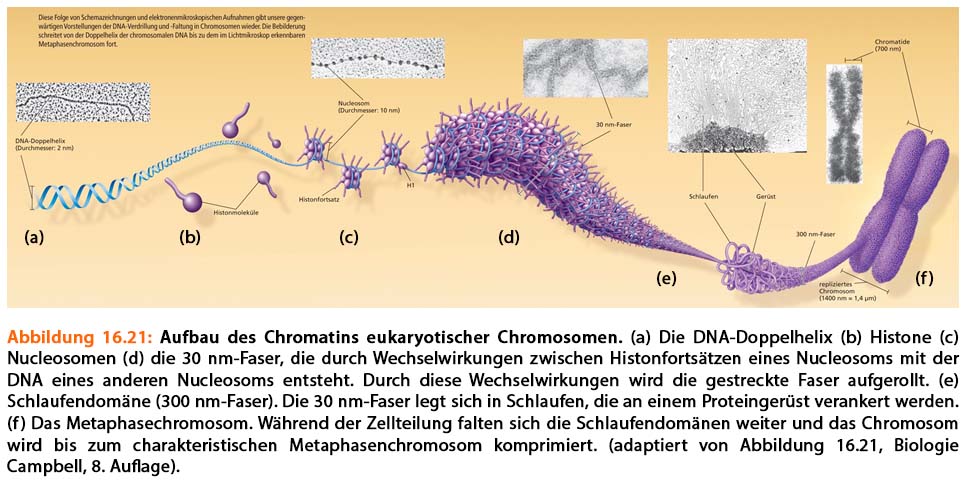 Diese Folge von Schemazeichnungen und elektronenmikroskopischen Aufnahmen gibt unsere gegen-
wärtigen Vorstellungen der DNA-Verdrillung und -Faltung in Chromosomen wieder. Die Bebilderung
schreitet von der Doppelhelix der chromosomalen DNA bis zu dem im Lichtmikroskop erkennbaren
Metaphasenchromosom fort.
Chromatide
(700 nm)
Nucleosom
(Durchmesser: 10 nm)
30 nm-Faser
DNA-Doppelhelix
(Durchmesser: 2 nm)
Histonfortsatz
H1
Histonmoleküle
Schlaufen
Gerüst
300 nm-Faser
repliziertes
Chromosom
(1400 nm = 1,4 µm)
(a)
(b)
(c)
(d)
(e)
(f)
Abbildung 16.21: Aufbau des Chromatins eukaryotischer Chromosomen. (a) Die DNA-Doppelhelix (b) Histone (c)
Nucleosomen (d) die 30 nm-Faser, die durch Wechselwirkungen zwischen Histonfortsätzen eines Nucleosoms mit der
DNA eines anderen Nucleosoms entsteht. Durch diese Wechselwirkungen wird die gestreckte Faser aufgerollt. (e)
Schlaufendomäne (300 nm-Faser). Die 30 nm-Faser legt sich in Schlaufen, die an einem Proteingerüst verankert werden.
(f) Das Metaphasechromosom. Während der Zellteilung falten sich die Schlaufendomänen weiter und das Chromosom
wird bis zum charakteristischen Metaphasenchromosom komprimiert. (adaptiert von Abbildung 16.21, Biologie
Campbell, 8. Auflage).